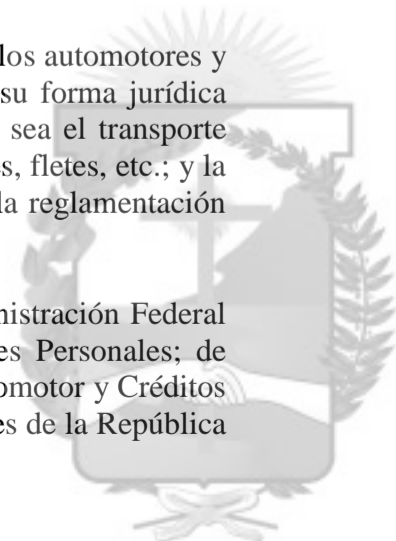 los automotores y
su forma jurídica
sea el transporte
s, fletes, etc.; y la
la reglamentación
nistración Federal
es Personales; de
omotor y Créditos
es de la República